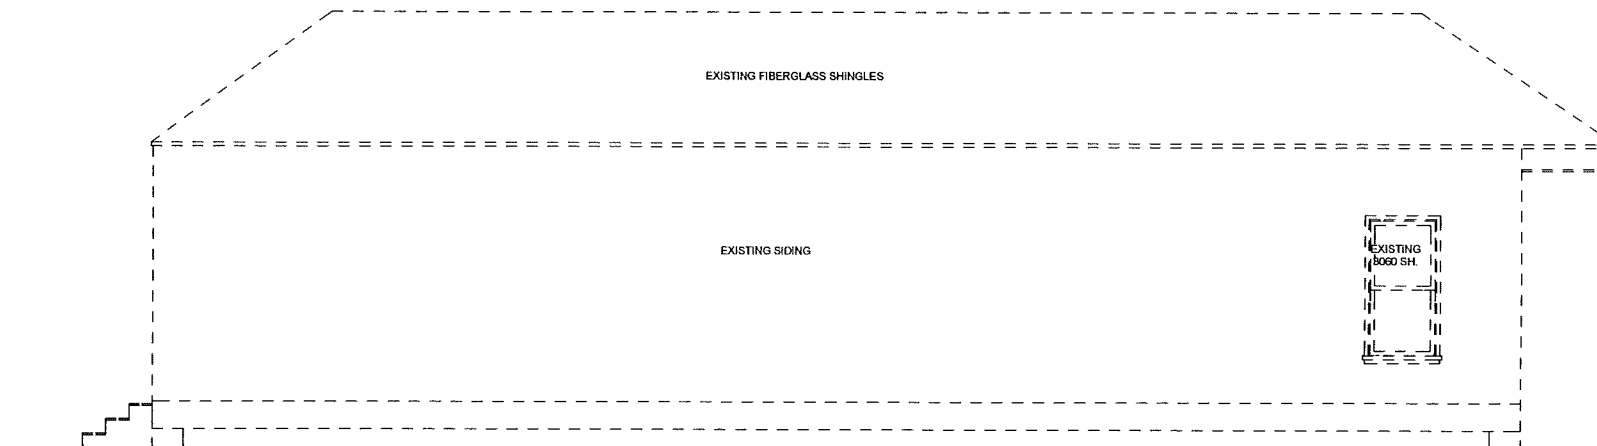 EXISTING FIBERGLASS SHINGLES
EXISTING SIDING
EXISTING
3060 SH.